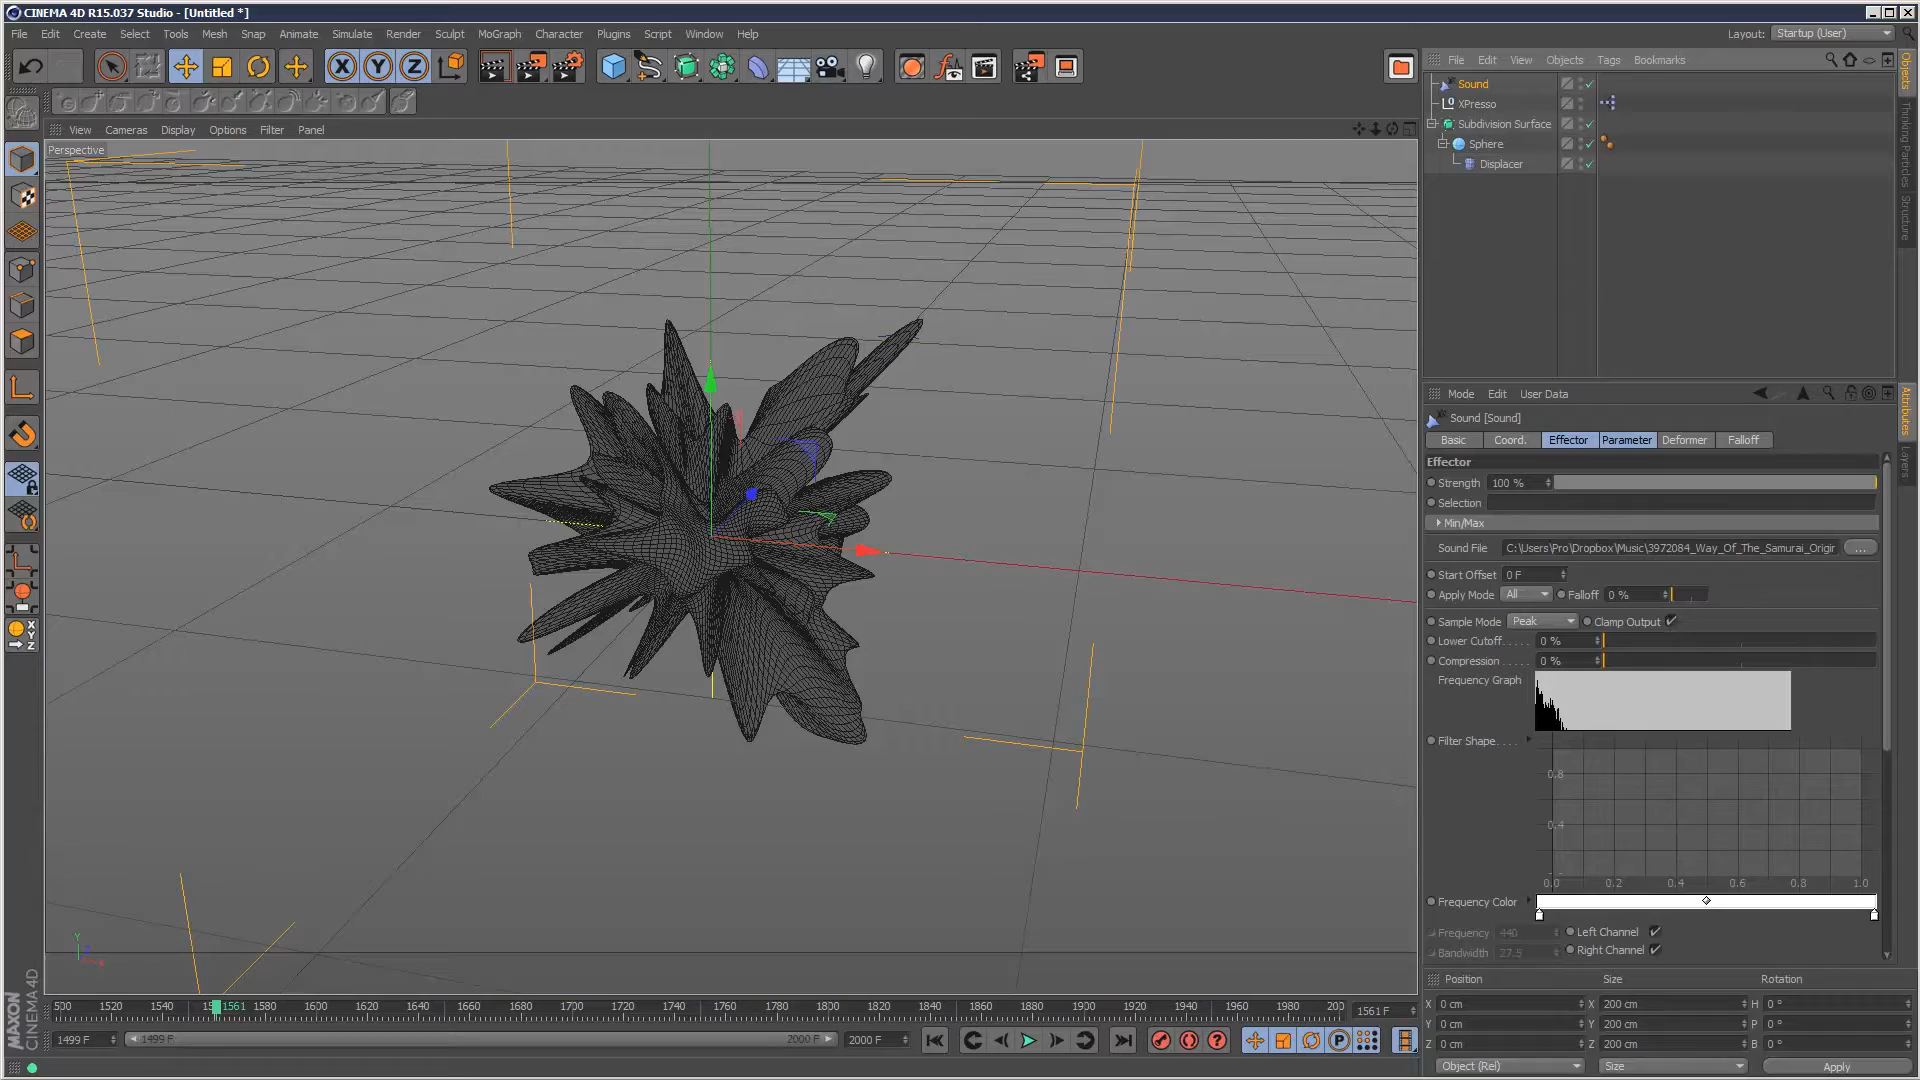 CINEMA 4D R15.037 Studio - [Untitled *]
File Edit Create Select Tools Mesh Snap Animate Simulate Render Sculpt MoGraph Character Plugins Script Window Help
Layout: Startup (User)
File Edit View Objects Tags Bookmarks
Sound
XPresso
Subdivision Surface
Sphere
Displacer
Objects
Thinking Particles
Structure
View Cameras Display Options Filter Panel
Perspective
X Y Z
Mode Edit User Data
Sound [Sound]
Basic Coord. Effector Parameter Deformer Falloff
Attributes
Layers
Effector
Strength 100 %
Selection
Min/Max
Sound File C:\Users\Pro\Dropbox\Music\3972084_Way_Of_The_Samurai_Origir ...
Start Offset 0 F
Apply Mode All Falloff 0 %
Sample Mode Peak Clamp Output
Lower Cutoff 0 %
Compression 0 %
Frequency Graph
Filter Shape
0.8
0.4
0.0 0.2 0.4 0.6 0.8 1.0
Frequency Color
Frequency 440 Left Channel
Bandwidth 27.5 Right Channel
Position Size Rotation
X 0 cm X 200 cm H 0 °
Y 0 cm Y 200 cm P 0 °
Z 0 cm Z 200 cm B 0 °
Object (Rel) Size Apply
500 1520 1540 1561 1580 1600 1620 1640 1660 1680 1700 1720 1740 1760 1780 1800 1820 1840 1860 1880 1900 1920 1940 1960 1980 200 1561 F
1499 F 1499 F 2000 F 2000 F
MAXON
CINEMA 4D